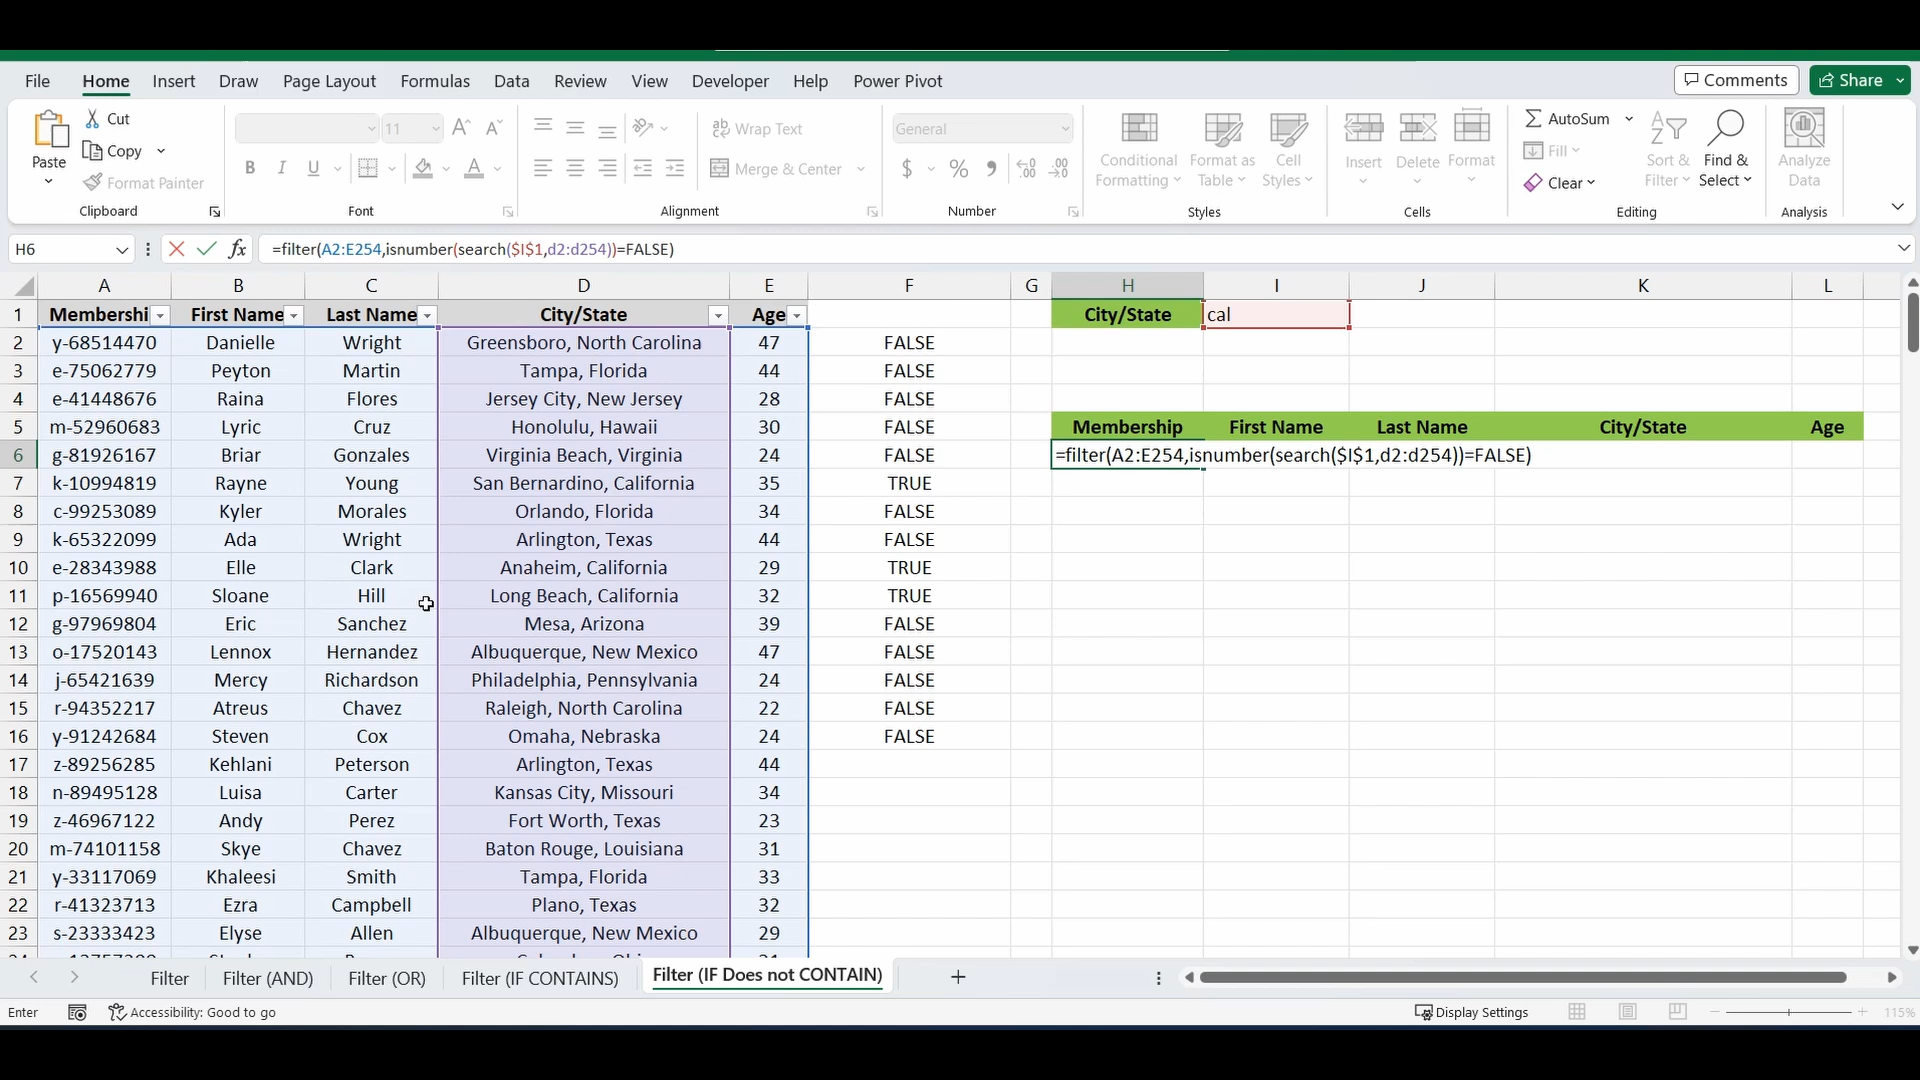 File Home Insert Draw Page Layout Formulas Data Review View Developer Help Power Pivot Comments Share
Paste Cut Copy Format Painter Clipboard
11 A^ A˅ B I U A Font
ab Wrap Text Merge & Center Alignment
General $ % , Number
Conditional Formatting Format as Table Cell Styles Styles
Insert Delete Format Cells
AutoSum Fill Clear Sort & Filter Find & Select Editing
Analyze Data Analysis
H6 fx =filter(A2:E254,isnumber(search($I$1,d2:d254))=FALSE)
A B C D E F G H I J K L
1 Membershi First Name Last Name City/State Age City/State cal
2 y-68514470 Danielle Wright Greensboro, North Carolina 47 FALSE
3 e-75062779 Peyton Martin Tampa, Florida 44 FALSE
4 e-41448676 Raina Flores Jersey City, New Jersey 28 FALSE
5 m-52960683 Lyric Cruz Honolulu, Hawaii 30 FALSE Membership First Name Last Name City/State Age
6 g-81926167 Briar Gonzales Virginia Beach, Virginia 24 FALSE =filter(A2:E254,isnumber(search($I$1,d2:d254))=FALSE)
7 k-10994819 Rayne Young San Bernardino, California 35 TRUE
8 c-99253089 Kyler Morales Orlando, Florida 34 FALSE
9 k-65322099 Ada Wright Arlington, Texas 44 FALSE
10 e-28343988 Elle Clark Anaheim, California 29 TRUE
11 p-16569940 Sloane Hill Long Beach, California 32 TRUE
12 g-97969804 Eric Sanchez Mesa, Arizona 39 FALSE
13 o-17520143 Lennox Hernandez Albuquerque, New Mexico 47 FALSE
14 j-65421639 Mercy Richardson Philadelphia, Pennsylvania 24 FALSE
15 r-94352217 Atreus Chavez Raleigh, North Carolina 22 FALSE
16 y-91242684 Steven Cox Omaha, Nebraska 24 FALSE
17 z-89256285 Kehlani Peterson Arlington, Texas 44
18 n-89495128 Luisa Carter Kansas City, Missouri 34
19 z-46967122 Andy Perez Fort Worth, Texas 23
20 m-74101158 Skye Chavez Baton Rouge, Louisiana 31
21 y-33117069 Khaleesi Smith Tampa, Florida 33
22 r-41323713 Ezra Campbell Plano, Texas 32
23 s-23333423 Elyse Allen Albuquerque, New Mexico 29
Filter Filter (AND) Filter (OR) Filter (IF CONTAINS) Filter (IF Does not CONTAIN)
Enter Accessibility: Good to go Display Settings 115%